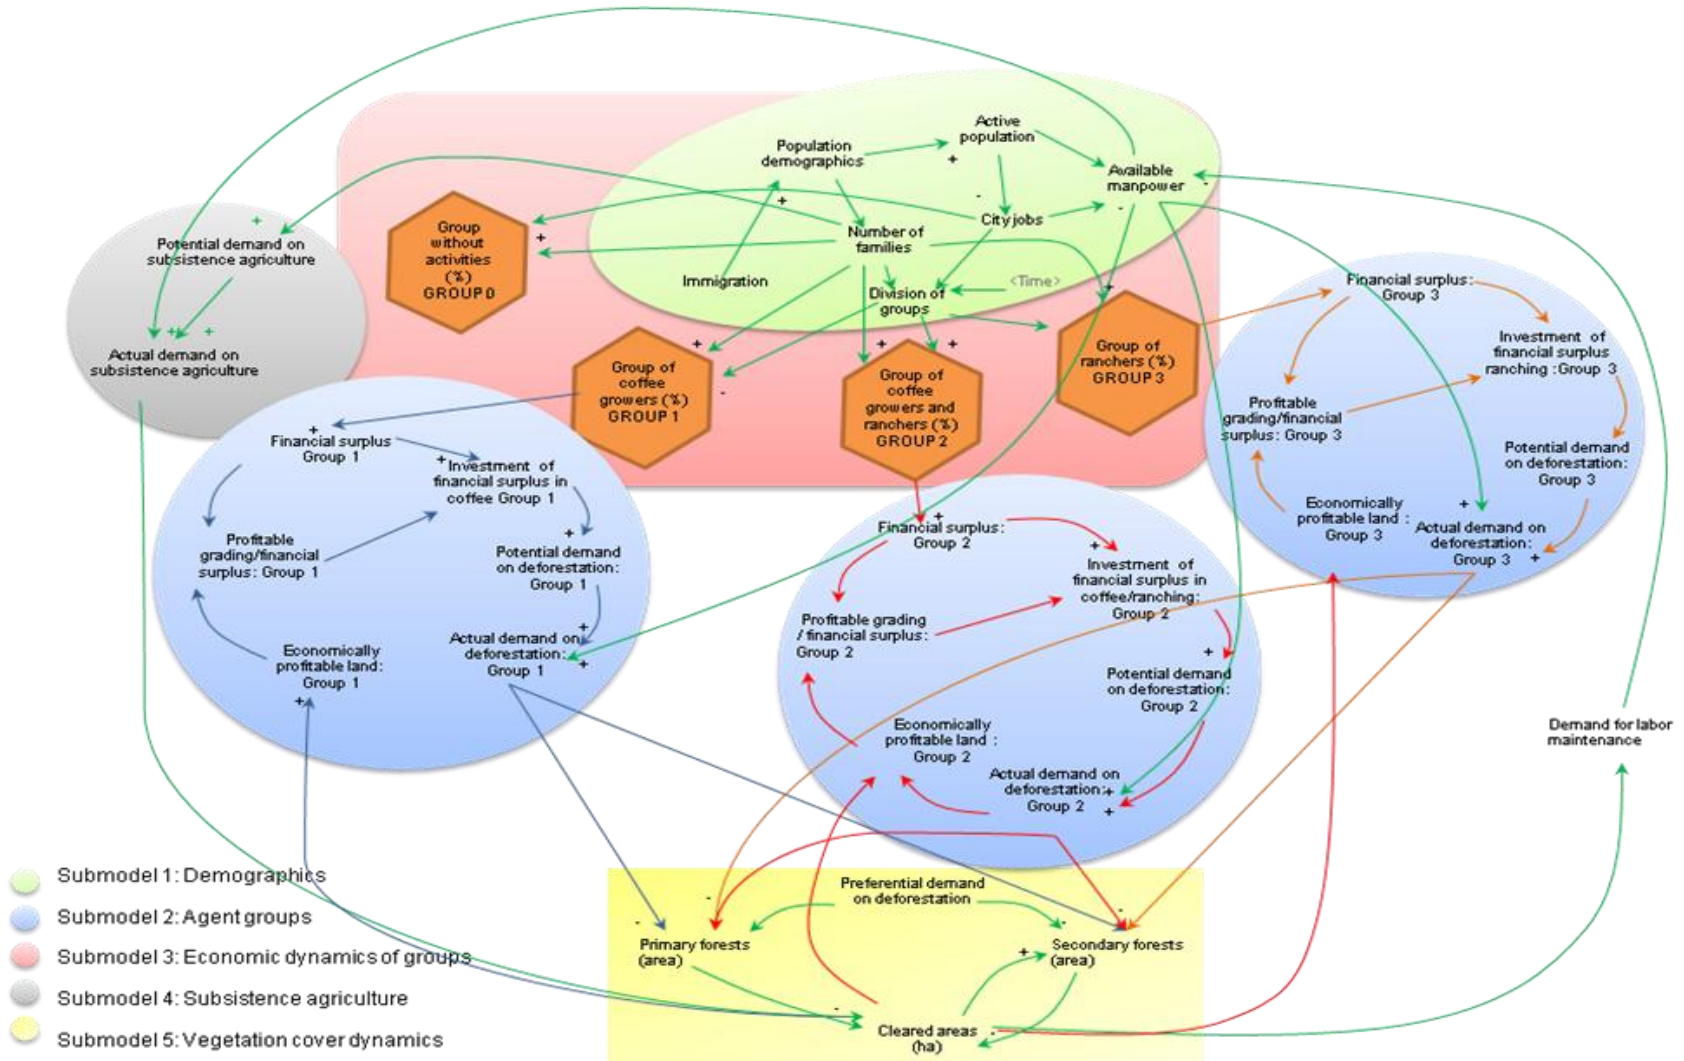 Active
population
Population
demographics
+
Available
manpower
-
-
-
+
City jobs
Number of
families
Immigration
<Time>
Division of
groups
Group
without
activities
(%)
GROUP 0
+
+
Potential demand on
subsistence agriculture
+ +
Actual demand on
subsistence agriculture
+
Group of
coffee
growers (%)
GROUP 1
-
+ +
Group of
coffee
growers and
ranchers (%)
GROUP 2
+
Group of
ranchers (%)
GROUP 3
Financial surplus:
Group 3
Investment of
financial surplus
ranching :Group 3
Profitable
grading/financial
surplus: Group 3
Potential demand
on deforestation:
Group 3
Economically
profitable land :
Group 3
+
Actual demand on
deforestation:
Group 3
+
+
Financial surplus
Group 1
+
Investment of
financial surplus in
coffee Group 1
Profitable
grading/financial
surplus: Group 1
+
Potential demand
on deforestation:
Group 1
+
Actual demand on
deforestation:
Group 1
+
Economically
profitable land:
Group 1
+
+
Financial surplus:
Group 2
+
Investment of
financial surplus in
coffee/ranching:
Group 2
Profitable grading
/ financial surplus:
Group 2
+
Potential demand
on deforestation:
Group 2
Economically
profitable land :
Group 2
Actual demand on
deforestation:
Group 2
+
+
Demand for labor
maintenance
Preferential demand
on deforestation
-
-
-
-
Primary forests
(area)
+
Secondary forests
(area)
-
Cleared areas
(ha)
-
Submodel 1: Demographics
Submodel 2: Agent groups
Submodel 3: Economic dynamics of groups
Submodel 4: Subsistence agriculture
Submodel 5: Vegetation cover dynamics